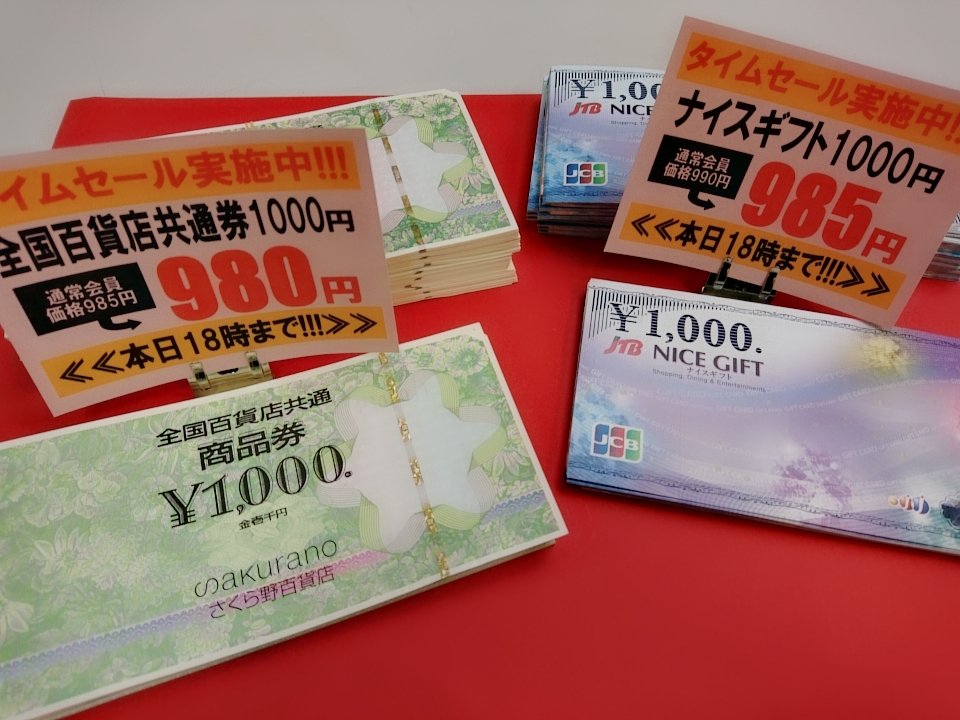 イムセール実施中!!!
全国百貨店共通券1000円
通常会員
価格985円
980円
≪≪本日18時まで!!!≫≫
全国百貨店共通
商品券
¥1000.
金壱千円
sakurano
さくら野百貨店
¥1,00
JTB NICE
JCB
タイムセール実施中!!
ナイスギフト1000円
通常会員
価格990円
985円
≪≪本日18時まで!!!≫≫
¥1,000.
JTB NICE GIFT
ナイスギフト
Shopping, Dining & Entertainments
JCB